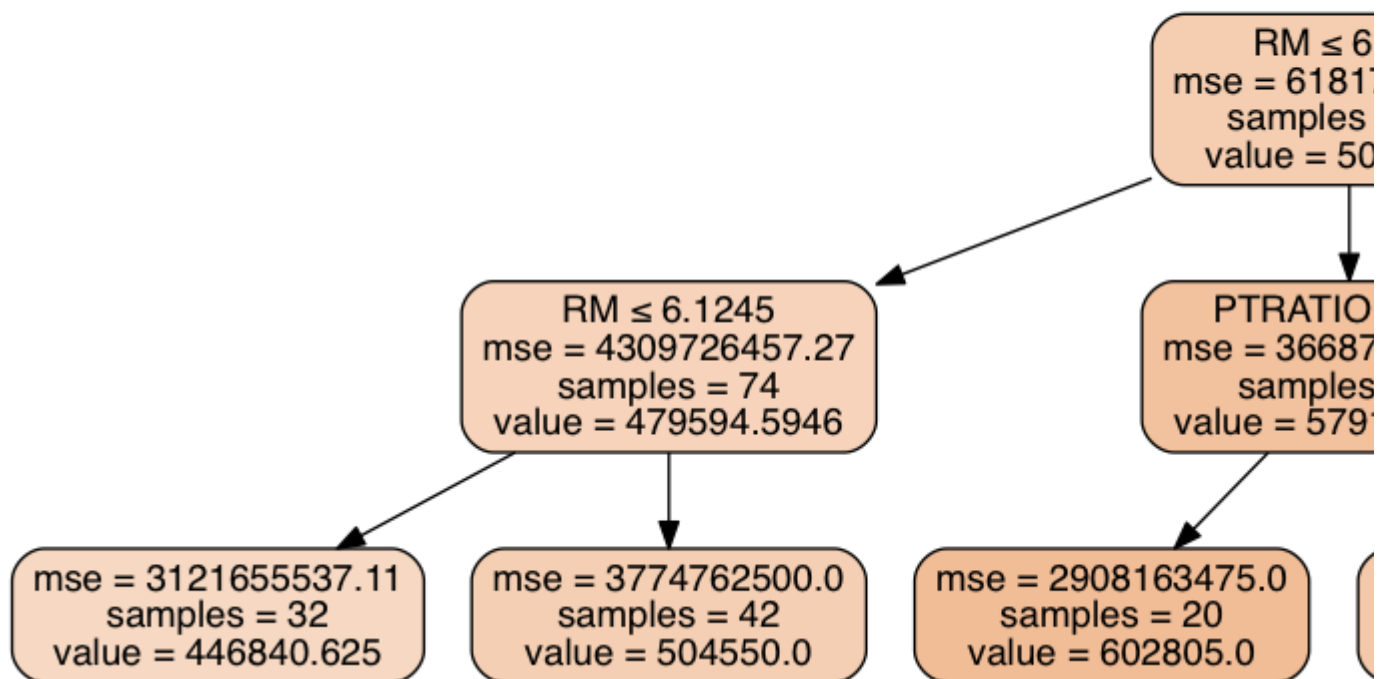 RM ≤ 6
mse = 61817
samples
value = 50
RM ≤ 6.1245
mse = 4309726457.27
samples = 74
value = 479594.5946
PTRATIO
mse = 36687
samples
value = 5791
mse = 3121655537.11
samples = 32
value = 446840.625
mse = 3774762500.0
samples = 42
value = 504550.0
mse = 2908163475.0
samples = 20
value = 602805.0